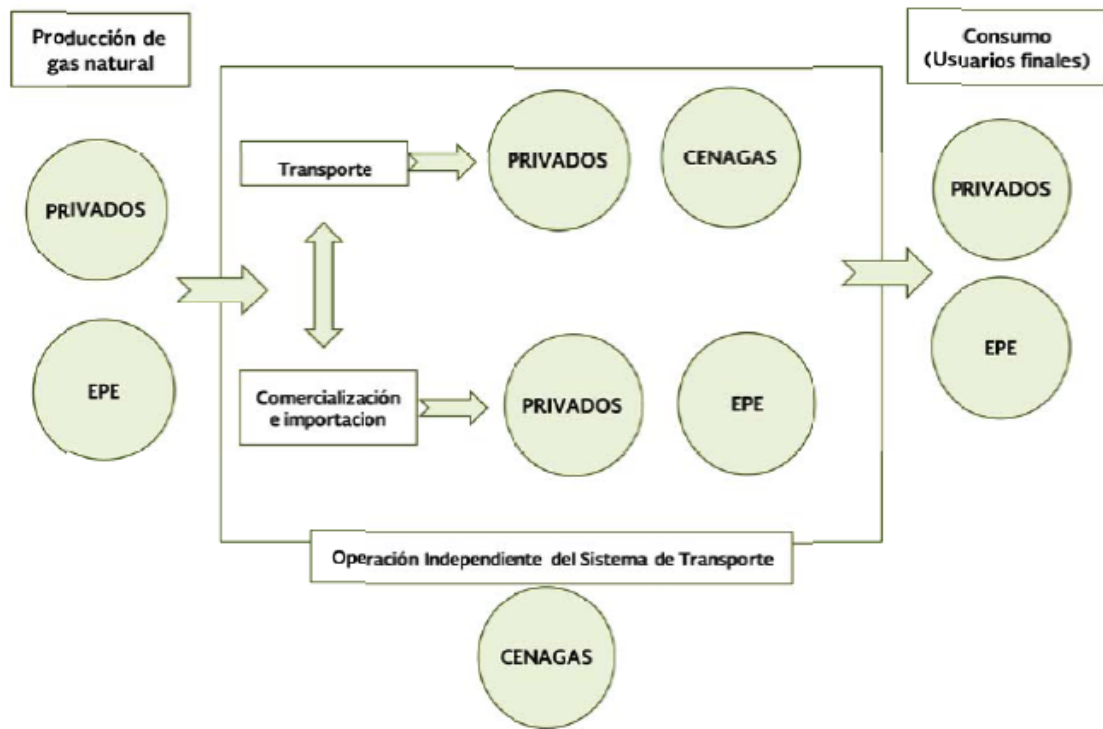 Producción de
gas natural
Consumo
(Usuarios finales)
PRIVADOS
EPE
Transporte
PRIVADOS
CENAGAS
Comercialización
e importacion
PRIVADOS
EPE
PRIVADOS
EPE
Operación Independiente del Sistema de Transporte
CENAGAS